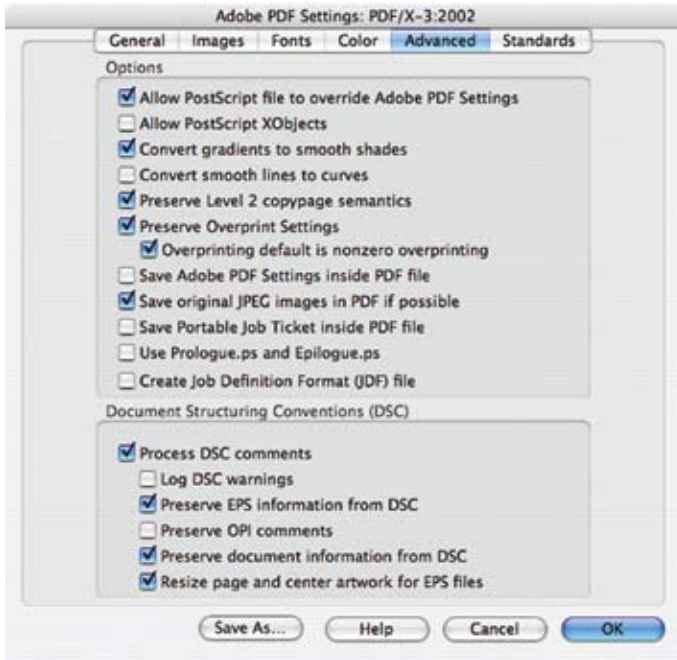 Adobe PDF Settings: PDF/X-3:2002
General Images Fonts Color Advanced Standards
Options
Allow PostScript file to override Adobe PDF Settings
Allow PostScript XObjects
Convert gradients to smooth shades
Convert smooth lines to curves
Preserve Level 2 copypage semantics
Preserve Overprint Settings
Overprinting default is nonzero overprinting
Save Adobe PDF Settings inside PDF file
Save original JPEG images in PDF if possible
Save Portable Job Ticket inside PDF file
Use Prologue.ps and Epilogue.ps
Create Job Definition Format (JDF) file
Document Structuring Conventions (DSC)
Process DSC comments
Log DSC warnings
Preserve EPS information from DSC
Preserve OPI comments
Preserve document information from DSC
Resize page and center artwork for EPS files
Save As... Help Cancel OK